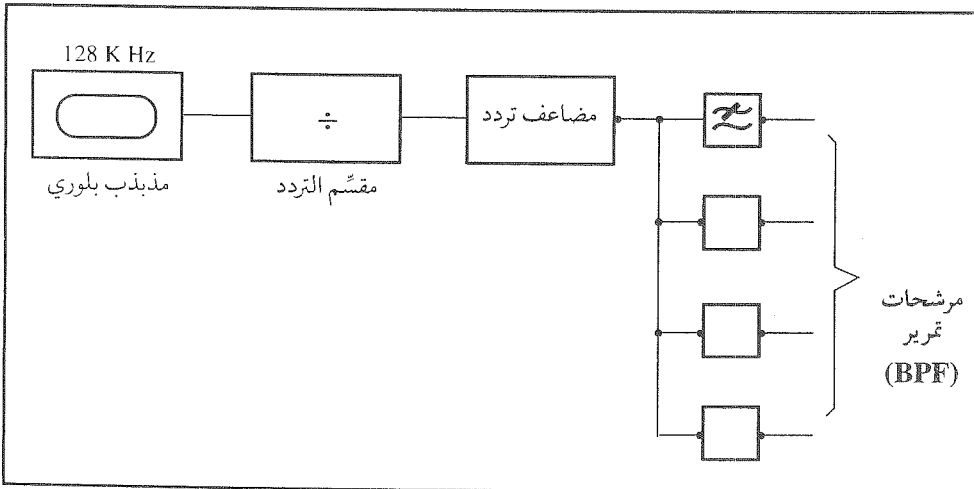 128 K Hz
مذبذب بلوري
÷
مقسِّم التردد
مضاعف تردد
مرشحات
تمرير
(BPF)